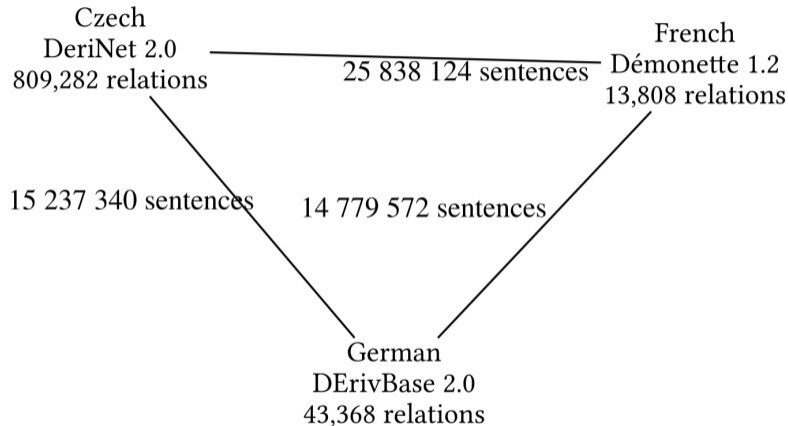 Czech
DeriNet 2.0
809,282 relations
French
Démonette 1.2
13,808 relations
25 838 124 sentences
15 237 340 sentences
14 779 572 sentences
German
DErivBase 2.0
43,368 relations